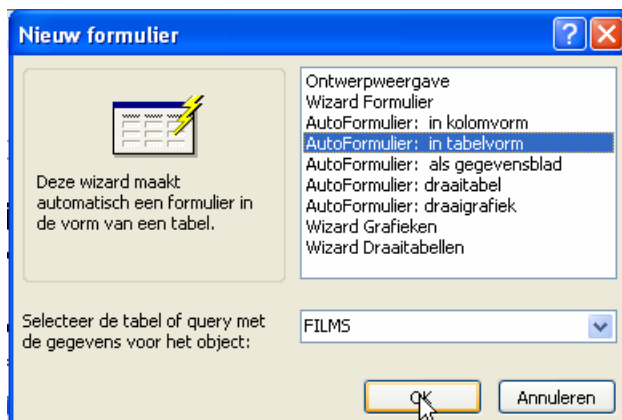 Nieuw formulier
Ontwerpweergave
Wizard Formulier
AutoFormulier: in kolomvorm
AutoFormulier: in tabelvorm
AutoFormulier: als gegevensblad
AutoFormulier: draaitabel
AutoFormulier: draaigrafiek
Wizard Grafieken
Wizard Draaitabellen
Deze wizard maakt
automatisch een formulier in
de vorm van een tabel.
Selecteer de tabel of query met
de gegevens voor het object:
FILMS
OK
Annuleren